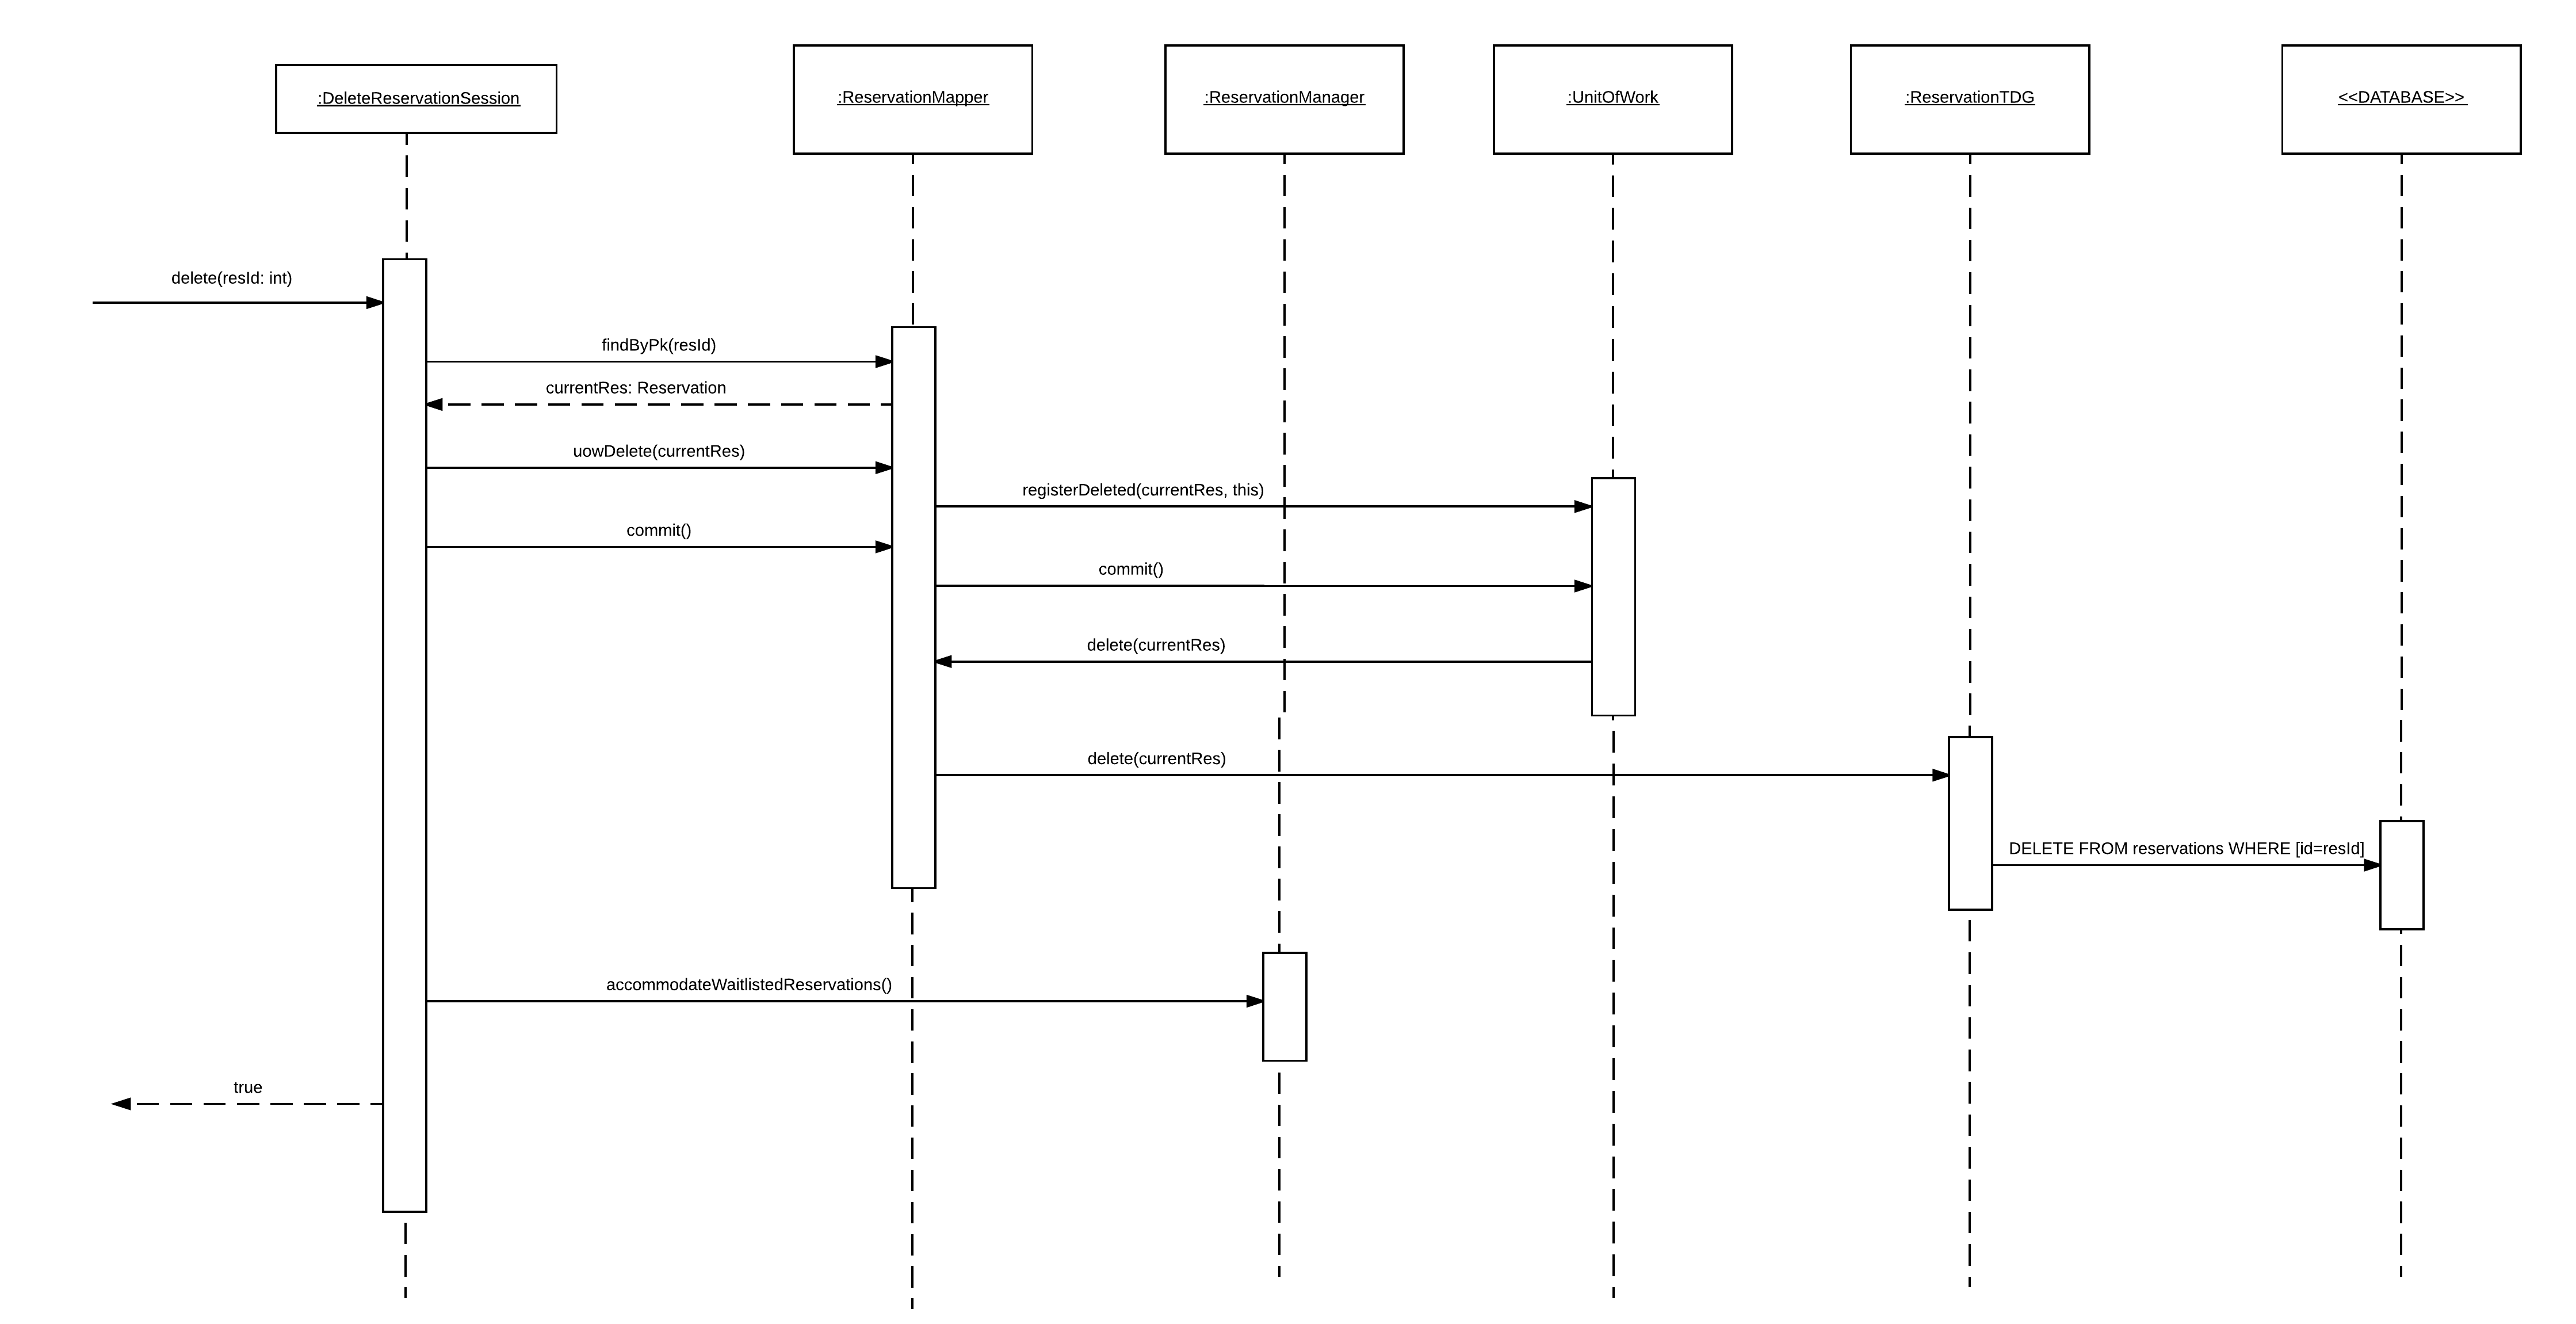 :DeleteReservationSession
:ReservationMapper
:ReservationManager
:UnitOfWork
:ReservationTDG
<<DATABASE>>
delete(resId: int)
findByPk(resId)
currentRes: Reservation
uowDelete(currentRes)
registerDeleted(currentRes, this)
commit()
commit()
delete(currentRes)
delete(currentRes)
DELETE FROM reservations WHERE [id=resId]
accommodateWaitlistedReservations()
true